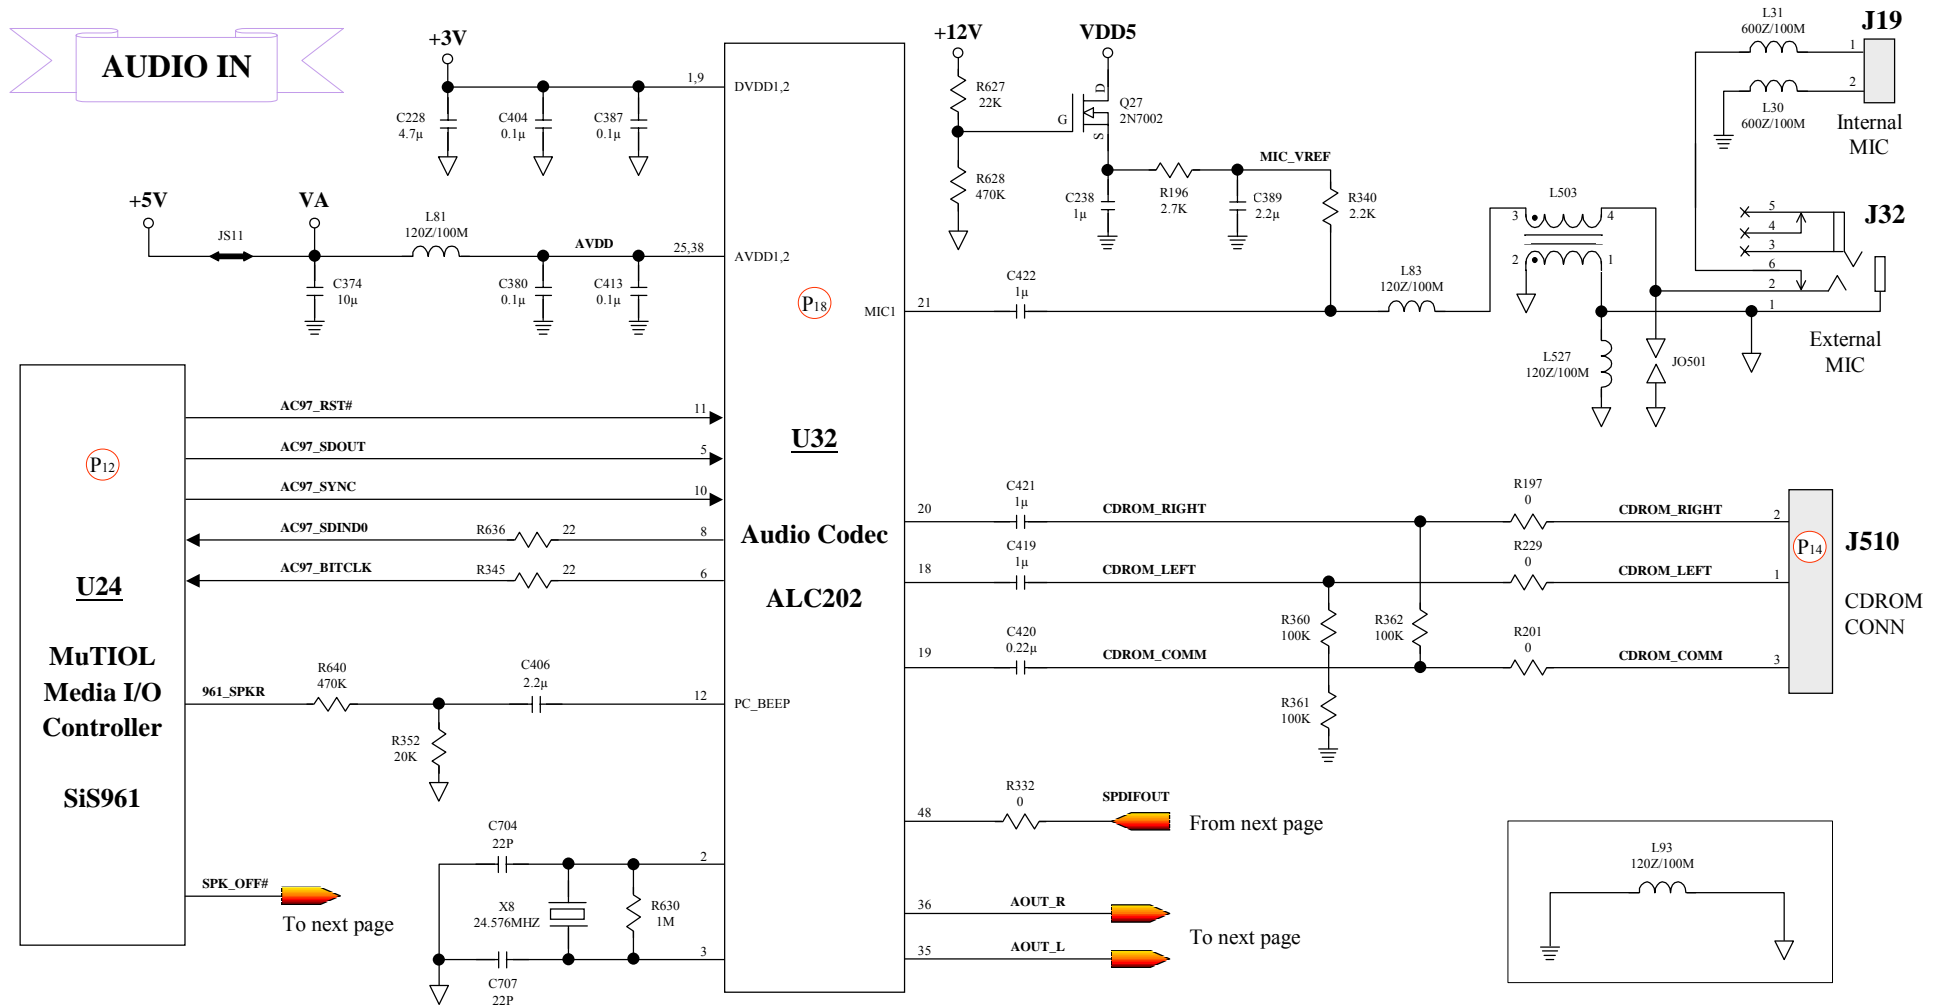 AUDIO IN
+3V
1,9
DVDD1,2
C228
4.7µ
C404
0.1µ
C387
0.1µ
+5V
VA
JS11
L81
120Z/100M
AVDD
25,38
AVDD1,2
C374
10µ
C380
0.1µ
C413
0.1µ
P18
MIC1
21
+12V
VDD5
R627
22K
D
G
S
Q27
2N7002
R628
470K
C238
1µ
R196
2.7K
MIC_VREF
C389
2.2µ
R340
2.2K
C422
1µ
L83
120Z/100M
L503
3
4
2
1
L527
120Z/100M
JO501
L31
600Z/100M
J19
1
2
L30
600Z/100M
Internal
MIC
J32
5
4
3
6
2
1
External
MIC
P12
U24
MuTIOL
Media I/O
Controller
SiS961
AC97_RST#
11
AC97_SDOUT
5
AC97_SYNC
10
AC97_SDIND0
R636
22
8
AC97_BITCLK
R345
22
6
961_SPKR
R640
470K
C406
2.2µ
12
PC_BEEP
R352
20K
SPK_OFF#
To next page
C704
22P
2
X8
24.576MHZ
R630
1M
3
C707
22P
U32
Audio Codec
ALC202
20
C421
1µ
CDROM_RIGHT
R197
0
CDROM_RIGHT
2
18
C419
1µ
CDROM_LEFT
R229
0
CDROM_LEFT
1
19
C420
0.22µ
CDROM_COMM
R201
0
CDROM_COMM
3
R360
100K
R362
100K
R361
100K
P14
J510
CDROM
CONN
48
R332
0
SPDIFOUT
From next page
36
AOUT_R
35
AOUT_L
To next page
L93
120Z/100M